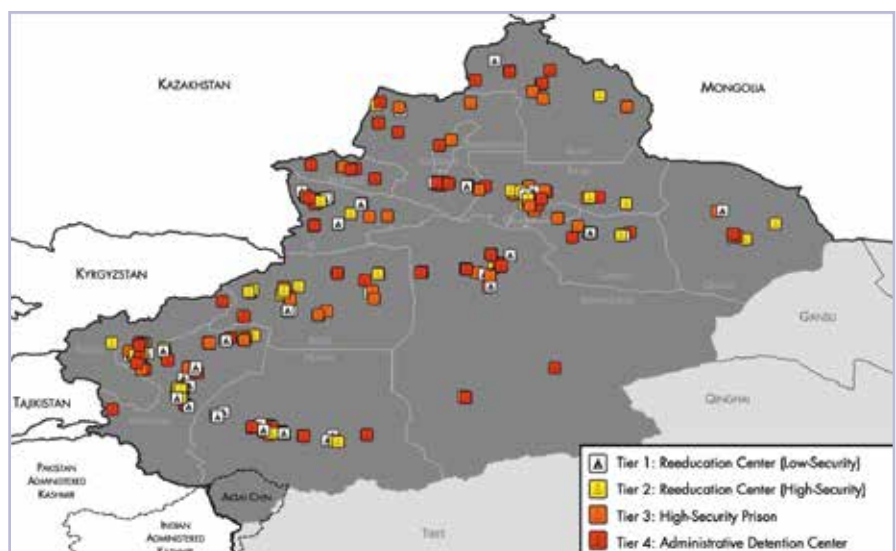 KAZAKHSTAN
MONGOLIA
KYRGYZSTAN
GANSU
TAJIKISTAN
QINGHAI
PAKISTAN
ADMINISTERED
KASHMIR
AKSAI CHIN
INDIAN
ADMINISTERED
KASHMIR
TIBET
Tier 1: Reeducation Center (Low-Security)
Tier 2: Reeducation Center (High-Security)
Tier 3: High-Security Prison
Tier 4: Administrative Detention Center